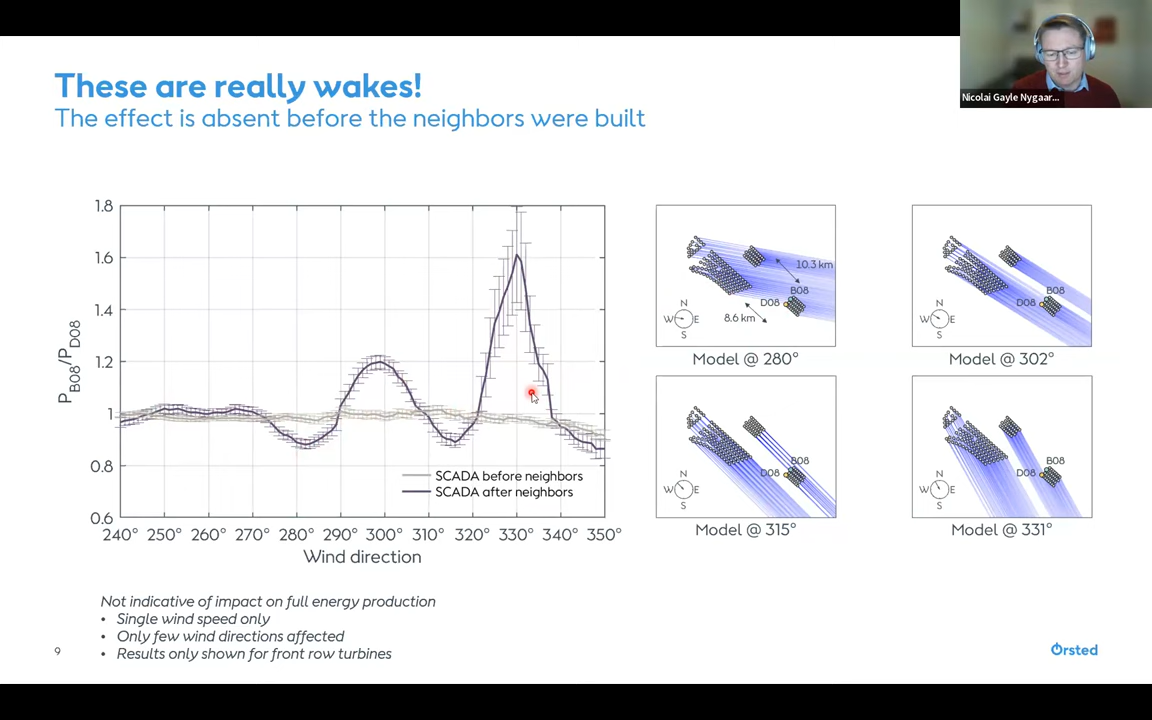 Nicolai Gayle Nygaar...
These are really wakes!
The effect is absent before the neighbors were built
1.8
1.6
1.4
1.2
1
0.8
0.6
P_B08/P_D08
240° 250° 260° 270° 280° 290° 300° 310° 320° 330° 340° 350°
Wind direction
SCADA before neighbors
SCADA after neighbors
10.3 km
B08
D08
8.6 km
N
W E
S
Model @ 280°
B08
D08
N
W E
S
Model @ 302°
B08
D08
N
W E
S
Model @ 315°
B08
D08
N
W E
S
Model @ 331°
Not indicative of impact on full energy production
• Single wind speed only
• Only few wind directions affected
• Results only shown for front row turbines
9
Ørsted